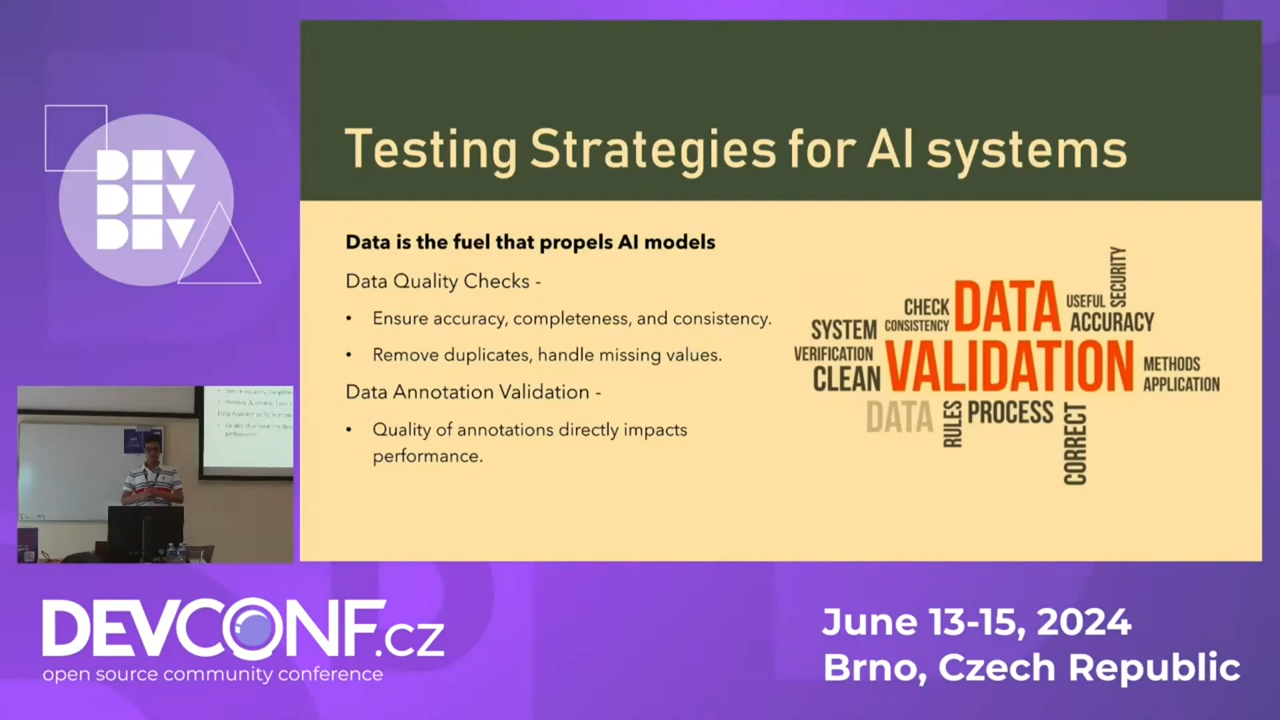 DEV
DEV
DEV
Testing Strategies for AI systems
Data is the fuel that propels AI models
Data Quality Checks -
• Ensure accuracy, completeness, and consistency.
• Remove duplicates, handle missing values.
Data Annotation Validation -
• Quality of annotations directly impacts
performance.
SECURITY
CHECK
DATA
USEFUL
SYSTEM
CONSISTENCY
ACCURACY
VERIFICATION
VALIDATION
METHODS
CLEAN
APPLICATION
DATA
RULES
PROCESS
CORRECT
DEVCONF.cz
open source community conference
June 13-15, 2024
Brno, Czech Republic